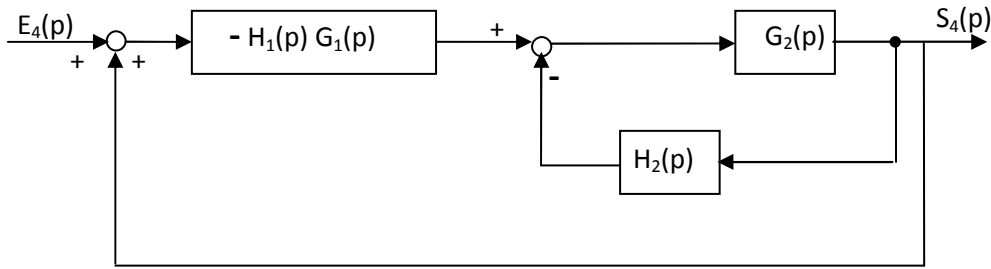 E₄(p)
- H₁(p) G₁(p)
+
G₂(p)
S₄(p)
+ +
-
H₂(p)